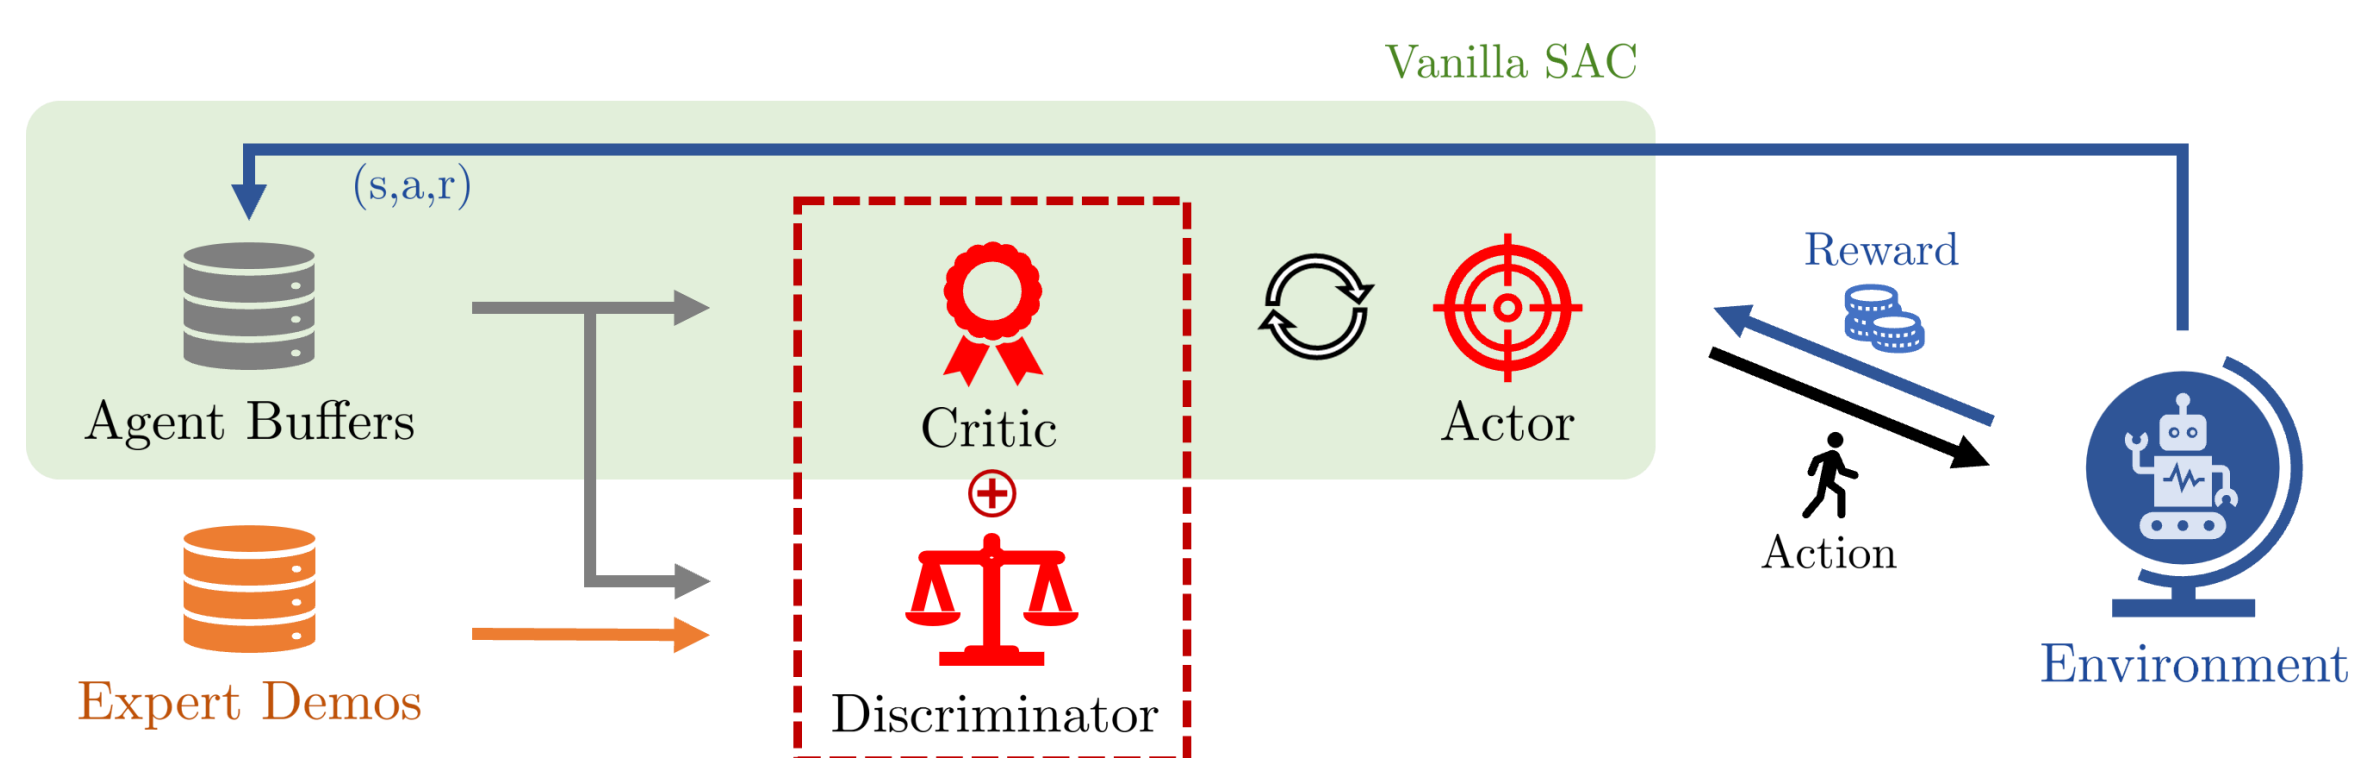 Vanilla SAC
(s,a,r)
Reward
Agent Buffers
Critic
Actor
Action
Expert Demos
Discriminator
Environment